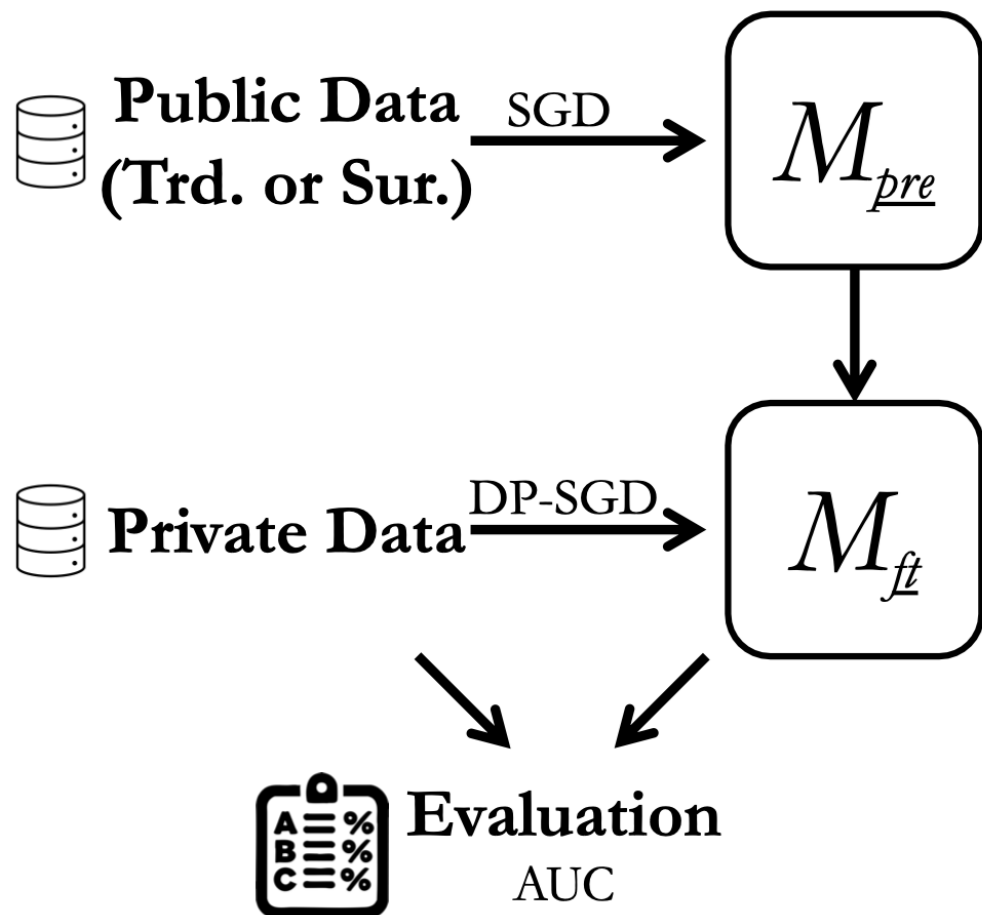 Public Data
(Trd. or Sur.)
SGD
M_pre
Private Data
DP-SGD
M_ft
A = %
B = %
C = %
Evaluation
AUC